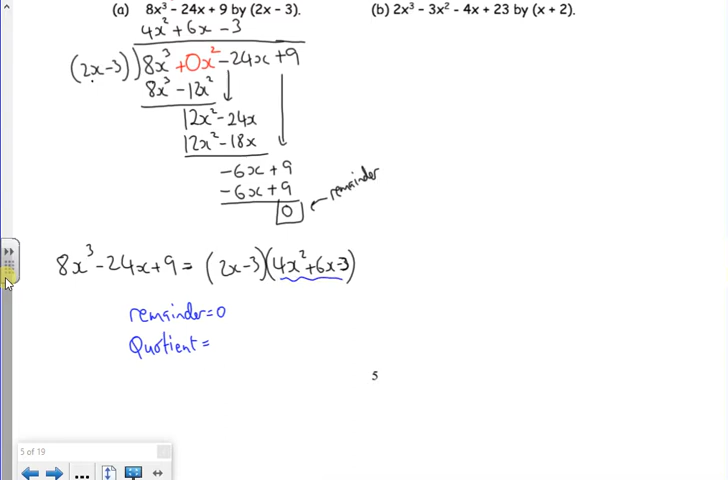 (a) 8x³ - 24x + 9 by (2x - 3).
(b) 2x³ - 3x² - 4x + 23 by (x + 2).
4x² + 6x - 3
(2x-3) ) 8x³ +0x² - 24x + 9
8x³ - 12x²
12x² - 24x
12x² - 18x
-6x + 9
-6x + 9
0 ← remainder
8x³ - 24x + 9 = (2x-3)(4x²+6x-3)
remainder = 0
Quotient =
5
5 of 19
...